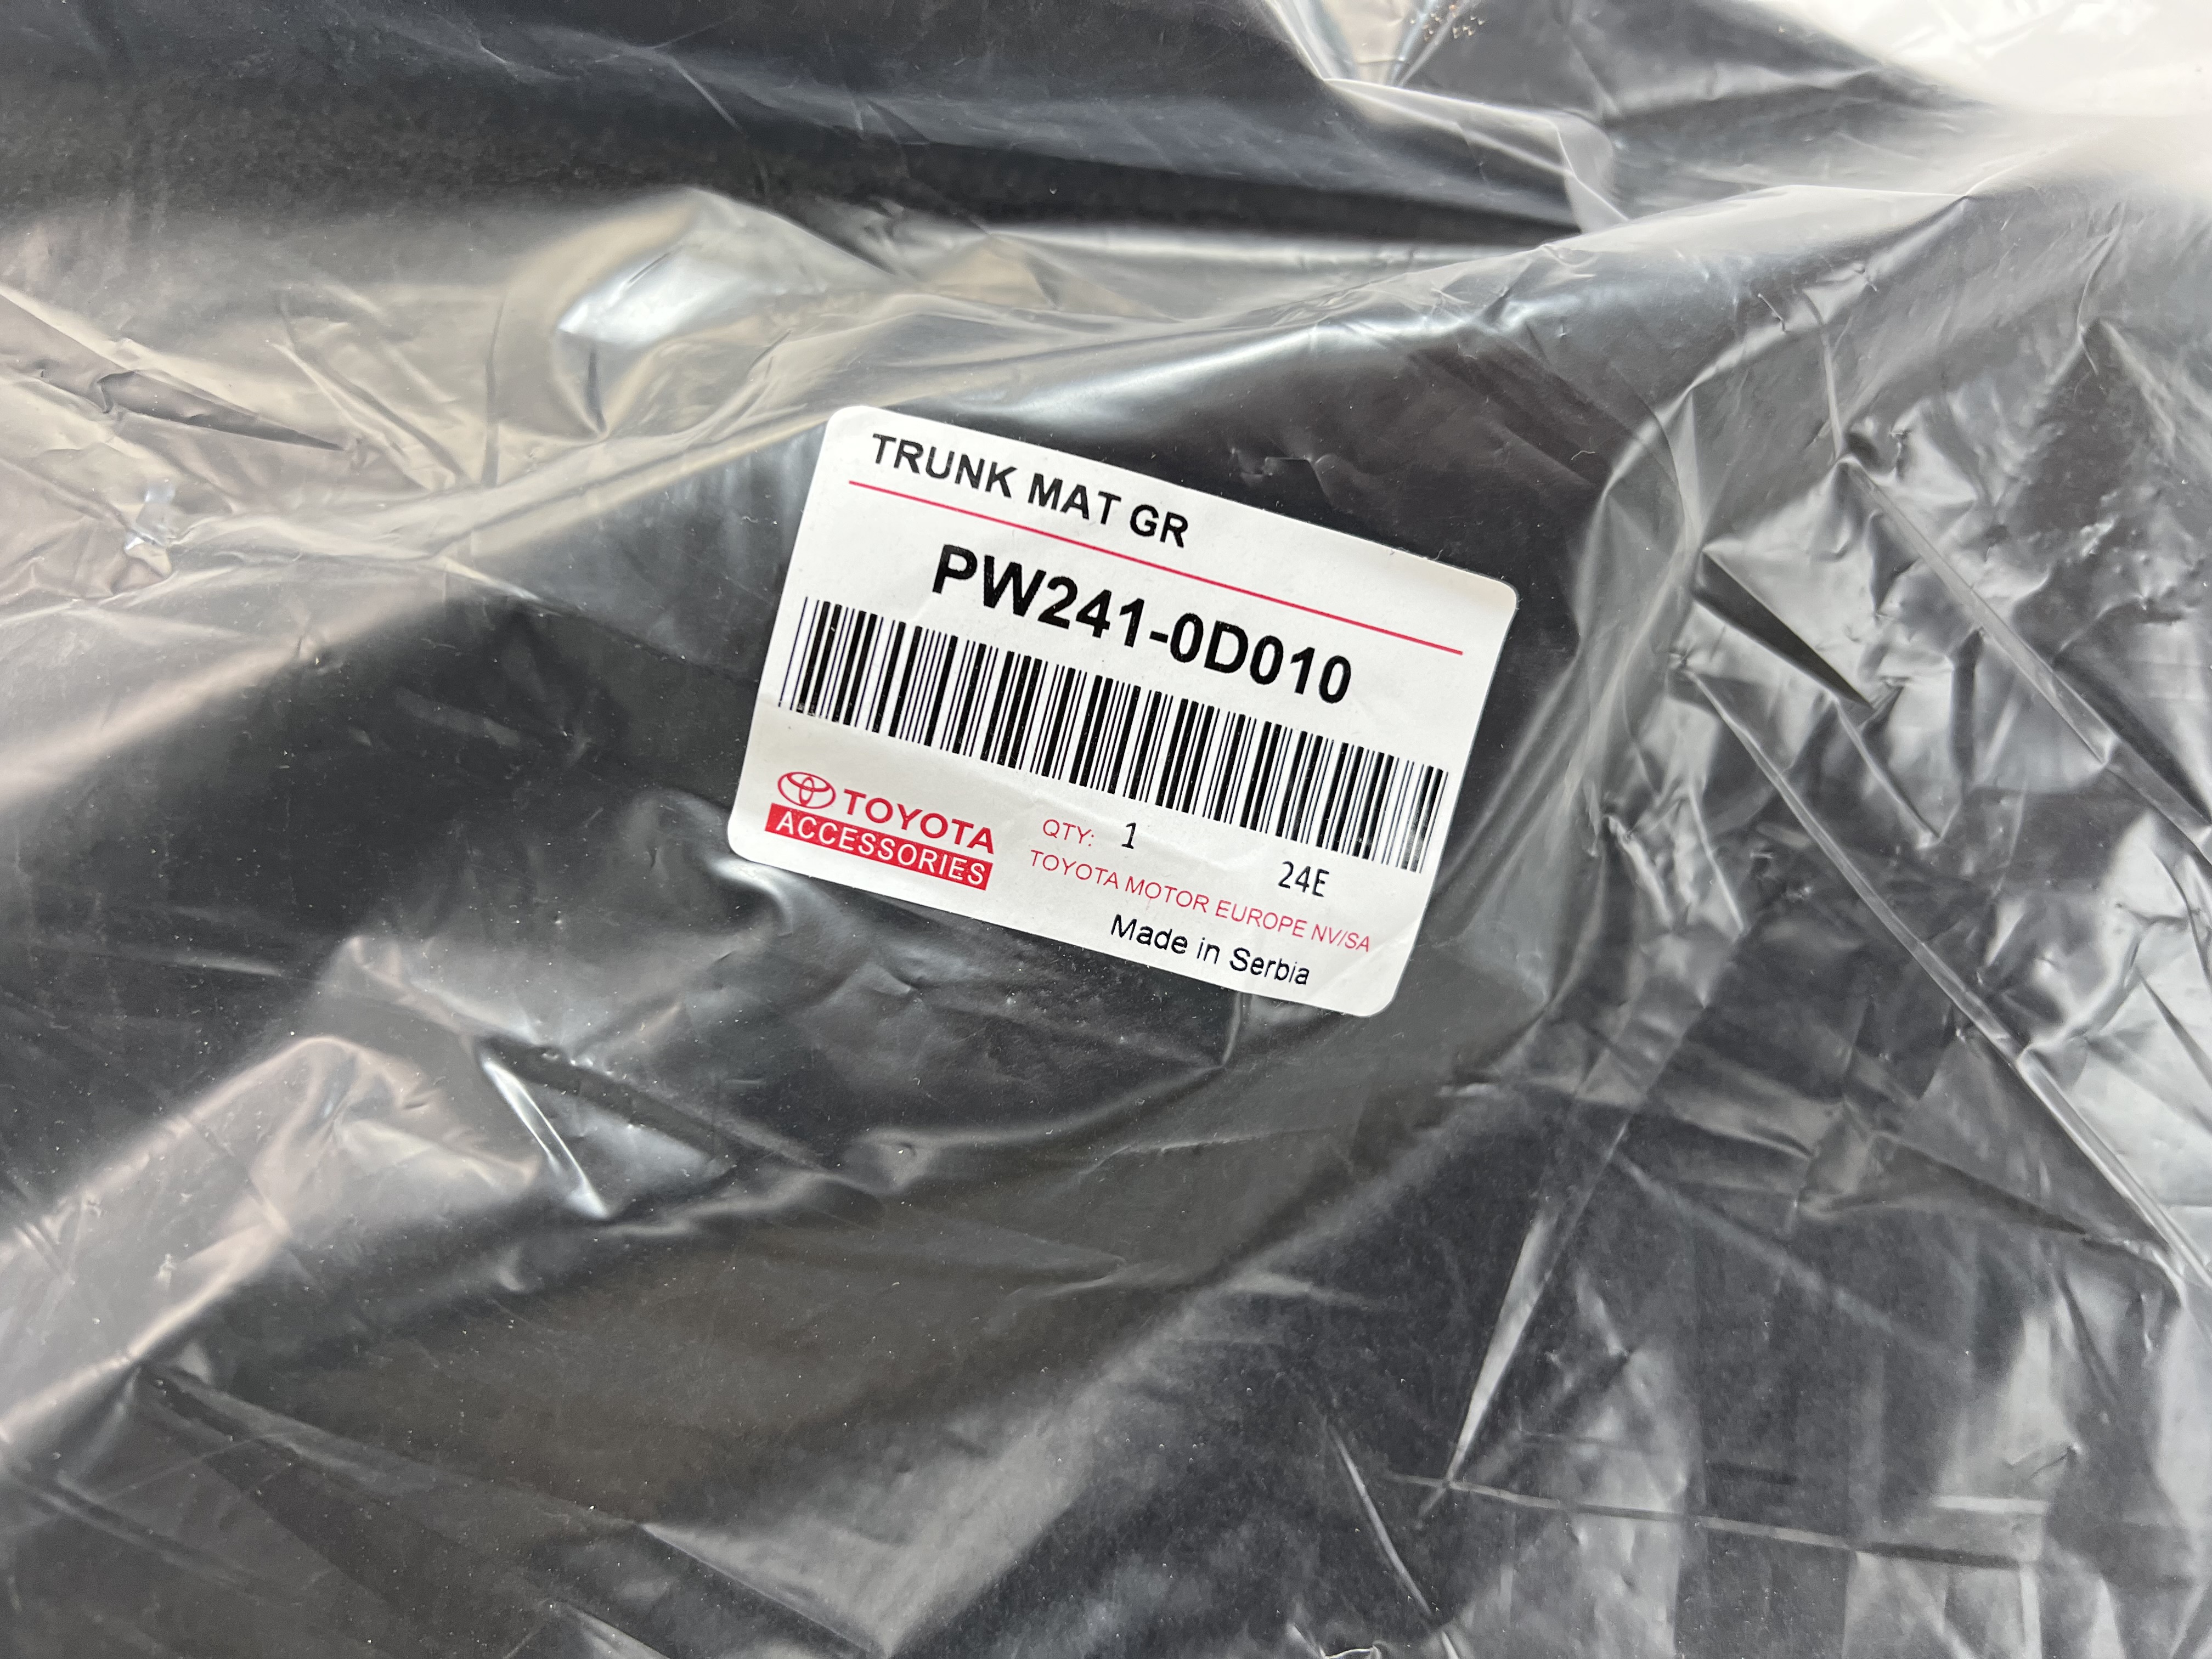 TRUNK MAT GR
PW241-0D010
TOYOTA
ACCESSORIES
QTY: 1
24E
TOYOTA MOTOR EUROPE NV/SA
Made in Serbia